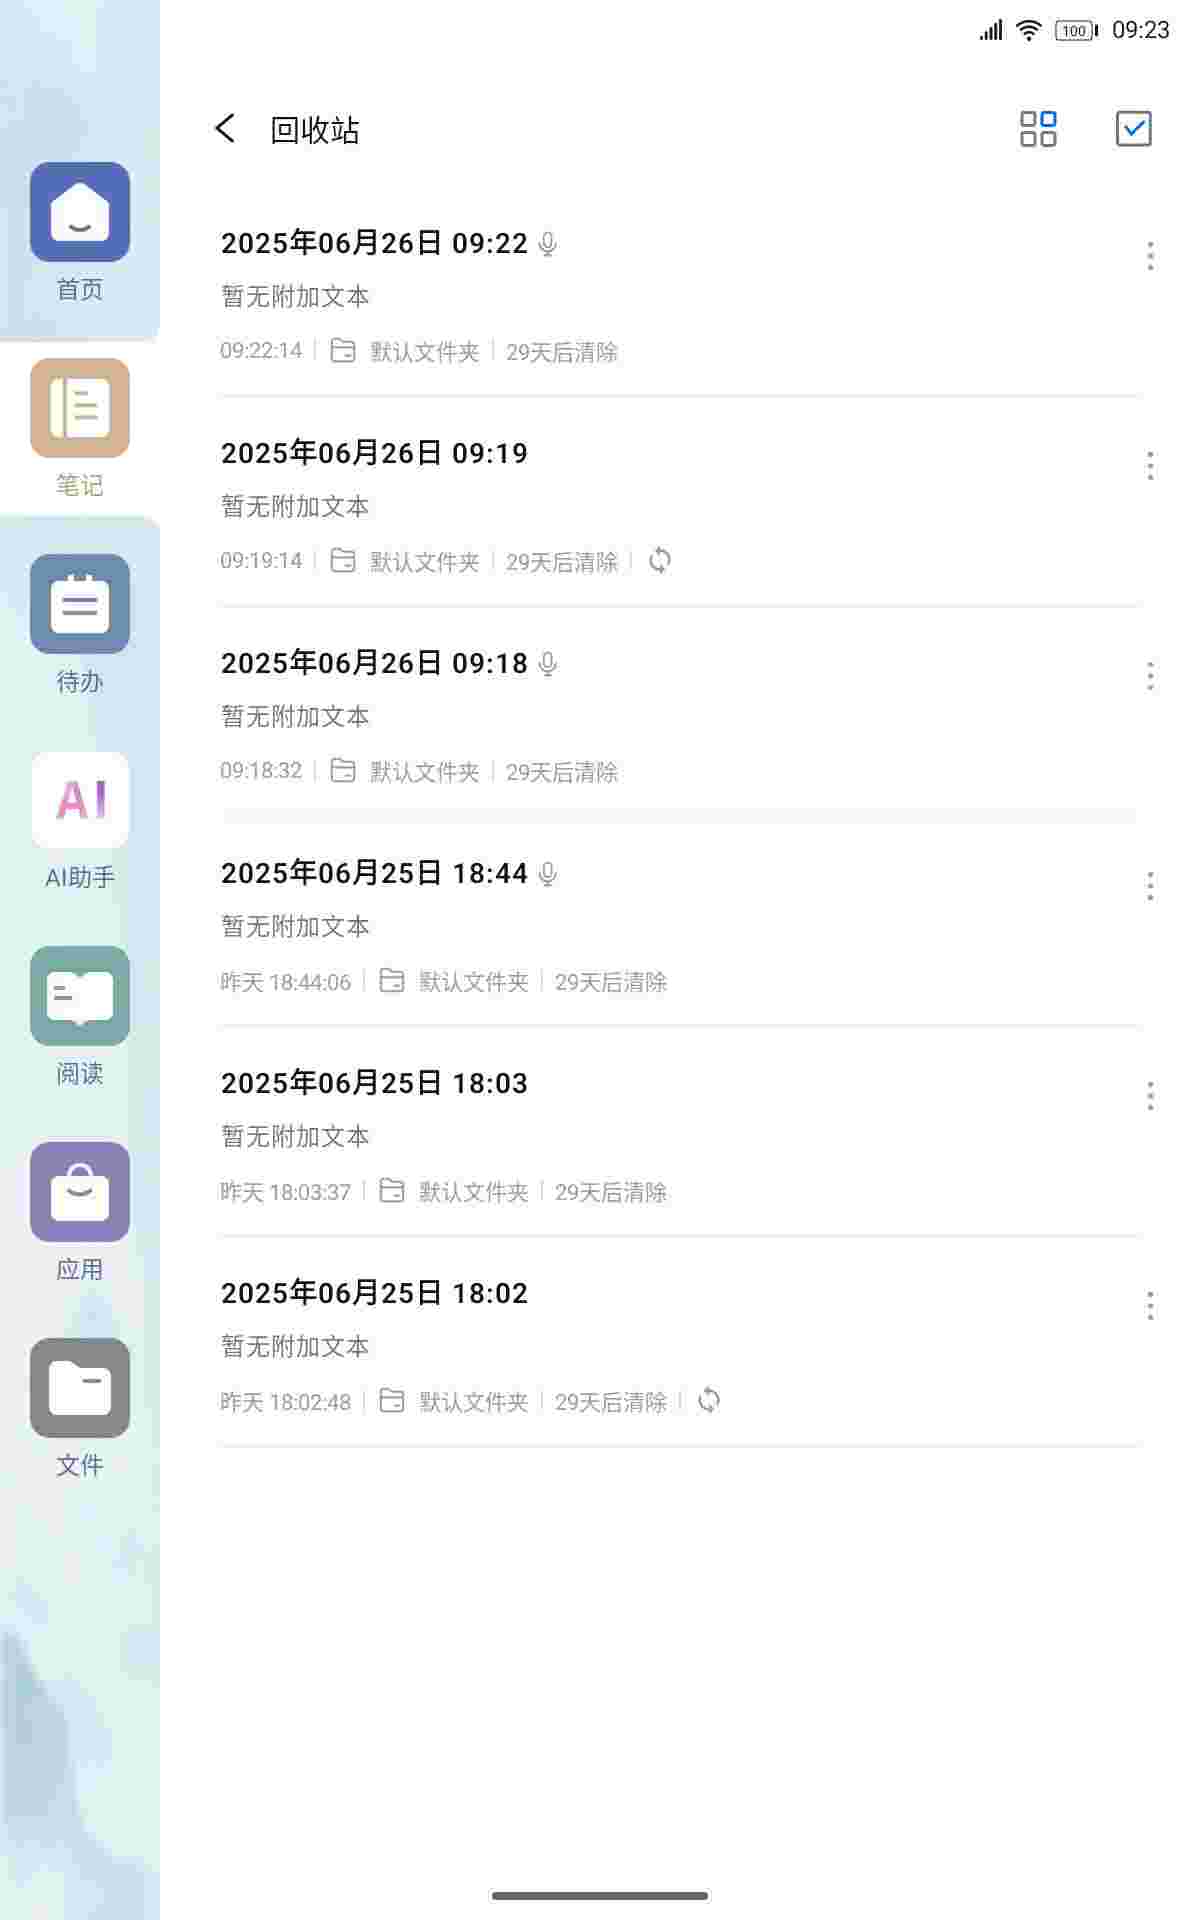 100 09:23
回收站
首页
笔记
待办
AI
AI助手
阅读
应用
文件
2025年06月26日 09:22
暂无附加文本
09:22:14 默认文件夹 29天后清除
2025年06月26日 09:19
暂无附加文本
09:19:14 默认文件夹 29天后清除
2025年06月26日 09:18
暂无附加文本
09:18:32 默认文件夹 29天后清除
2025年06月25日 18:44
暂无附加文本
昨天 18:44:06 默认文件夹 29天后清除
2025年06月25日 18:03
暂无附加文本
昨天 18:03:37 默认文件夹 29天后清除
2025年06月25日 18:02
暂无附加文本
昨天 18:02:48 默认文件夹 29天后清除